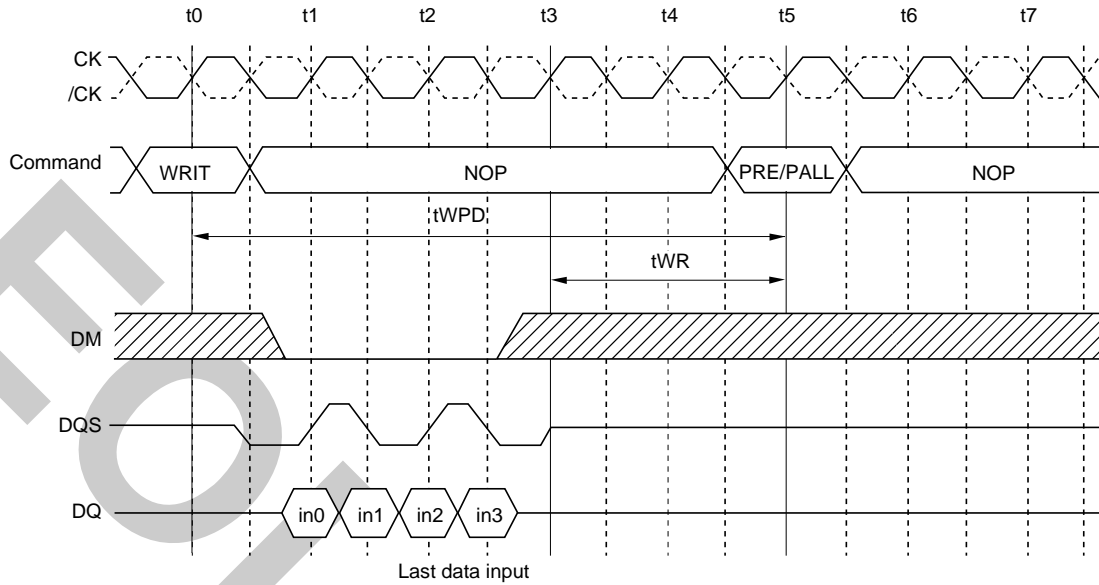 t0 t1 t2 t3 t4 t5 t6 t7
CK
/CK
Command WRIT NOP PRE/PALL NOP
tWPD
tWR
DM
DQS
DQ in0 in1 in2 in3
Last data input